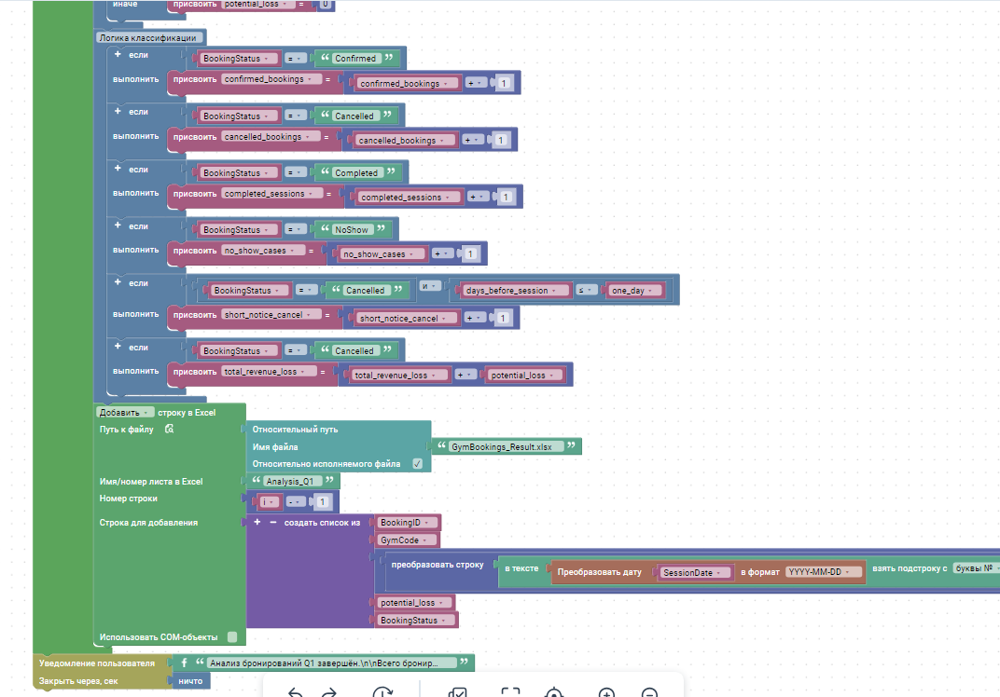 иначе присвоить potential_loss = 0
Логика классификации
+ если BookingStatus = “ Confirmed ”
выполнить присвоить confirmed_bookings = confirmed_bookings + 1
+ если BookingStatus = “ Cancelled ”
выполнить присвоить cancelled_bookings = cancelled_bookings + 1
+ если BookingStatus = “ Completed ”
выполнить присвоить completed_sessions = completed_sessions + 1
+ если BookingStatus = “ NoShow ”
выполнить присвоить no_show_cases = no_show_cases + 1
+ если BookingStatus = “ Cancelled ” и days_before_session ≤ one_day
выполнить присвоить short_notice_cancel = short_notice_cancel + 1
+ если BookingStatus = “ Cancelled ”
выполнить присвоить total_revenue_loss = total_revenue_loss + potential_loss
Добавить строку в Excel
Путь к файлу Относительный путь
Имя файла “ GymBookings_Result.xlsx ”
Относительно исполняемого файла
Имя/номер листа в Excel “ Analysis_Q1 ”
Номер строки i - 1
Строка для добавления + − создать список из BookingID
GymCode
преобразовать строку в тексте Преобразовать дату SessionDate в формат YYYY-MM-DD взять подстроку с буквы №
potential_loss
BookingStatus
Использовать COM-объекты
Уведомление пользователя f “ Анализ бронирований Q1 завершён.\n\nВсего бронир... ”
Закрыть через, сек ничто